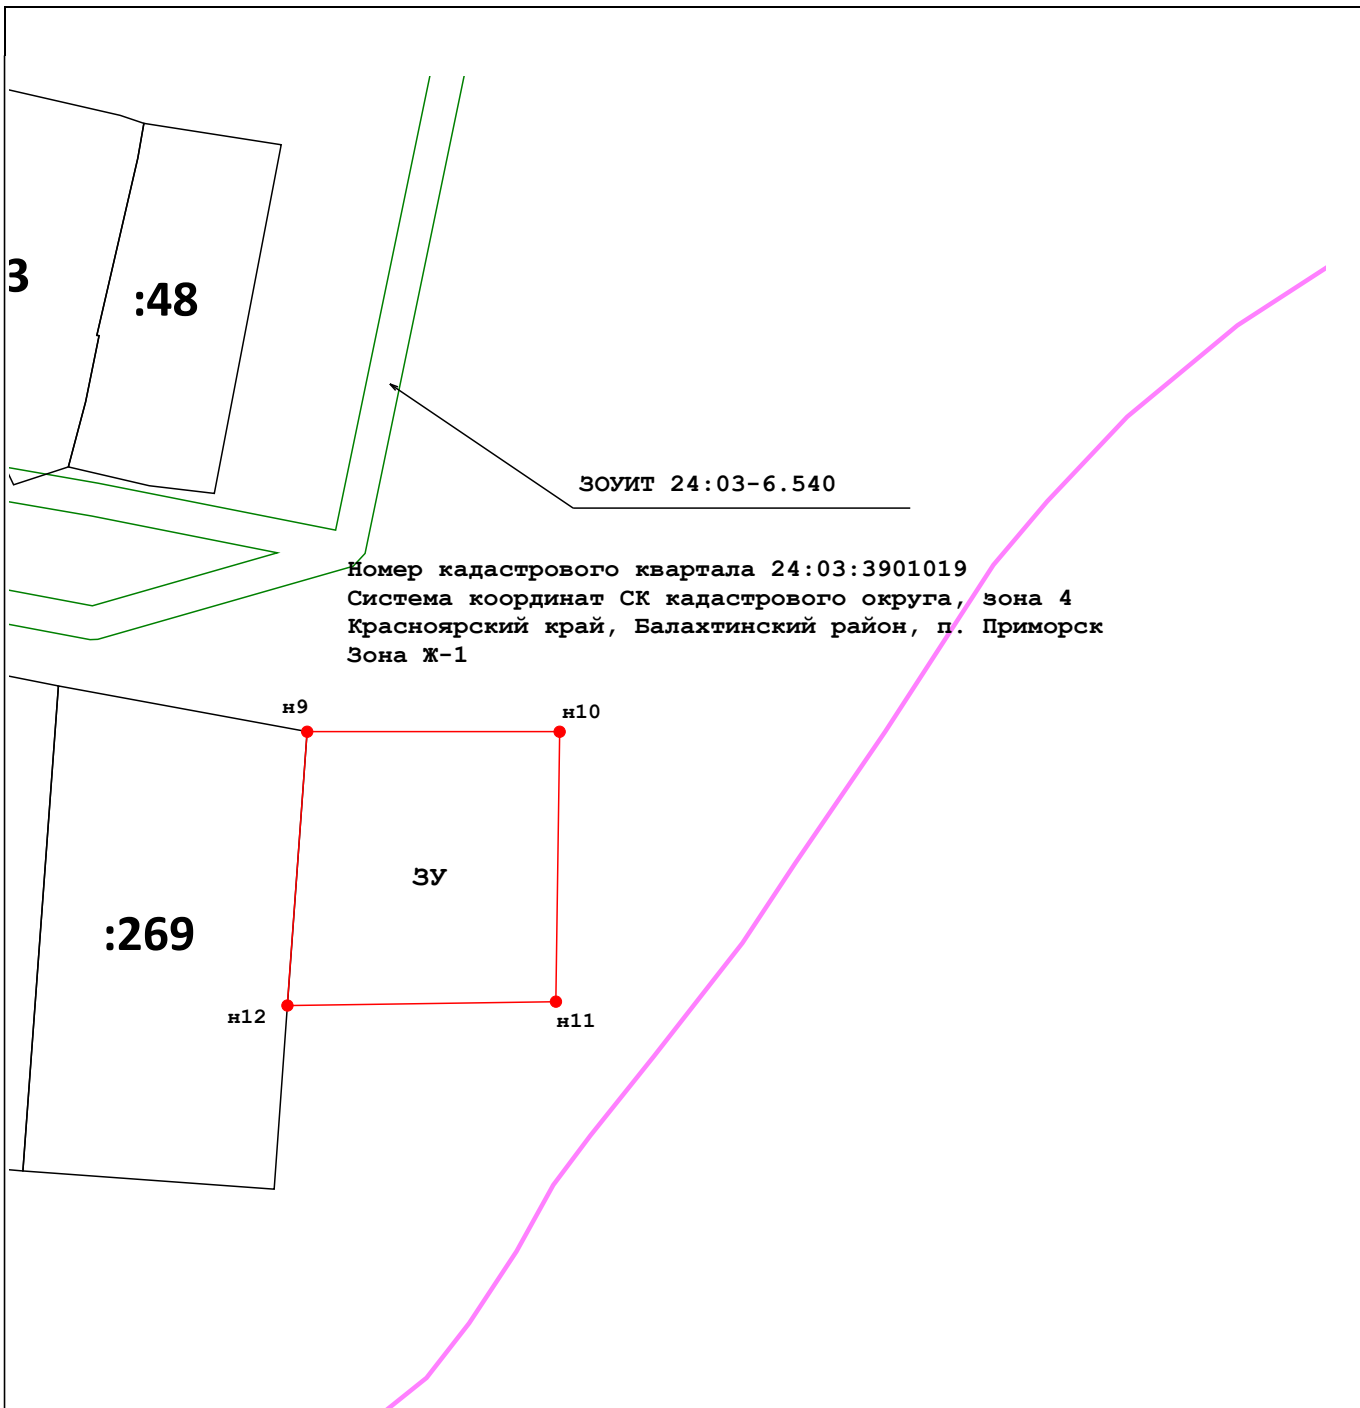 3
:48
ЗОУИТ 24:03-6.540
Номер кадастрового квартала 24:03:3901019
Система координат СК кадастрового округа, зона 4
Красноярский край, Балахтинский район, п. Приморск
Зона Ж-1
н9
н10
ЗУ
:269
н12
н11